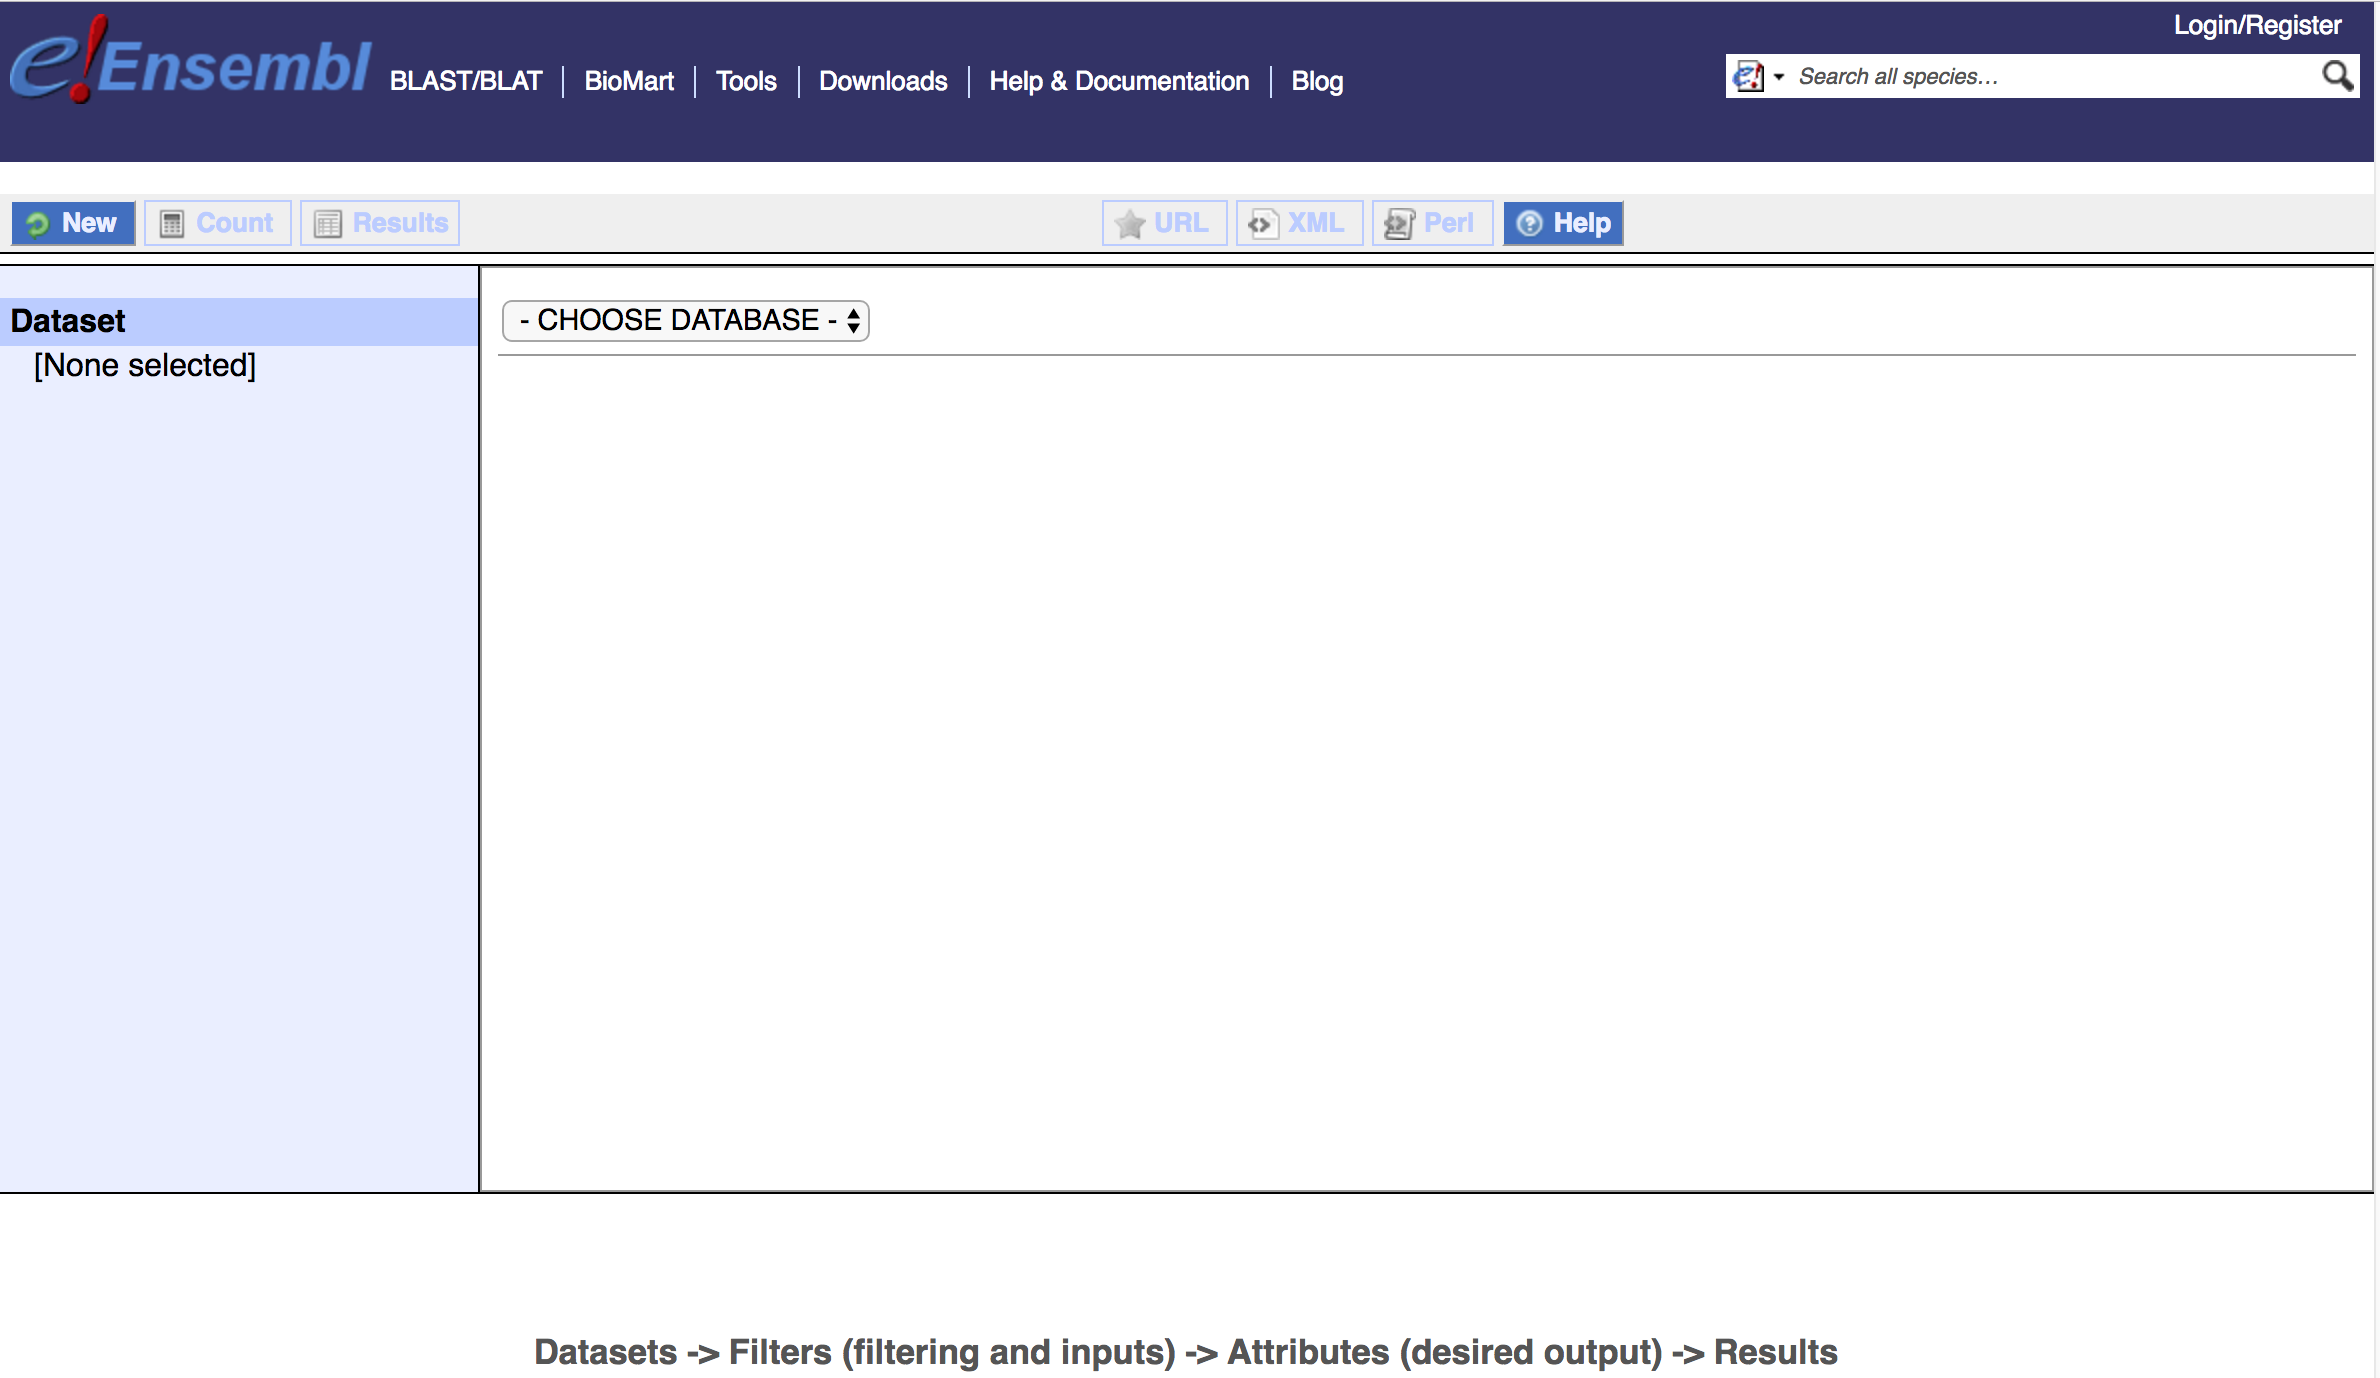 Login/Register
e!Ensembl BLAST/BLAT BioMart Tools Downloads Help & Documentation Blog
Search all species...
New Count Results URL XML Perl Help
Dataset
[None selected]
- CHOOSE DATABASE -
Datasets -> Filters (filtering and inputs) -> Attributes (desired output) -> Results